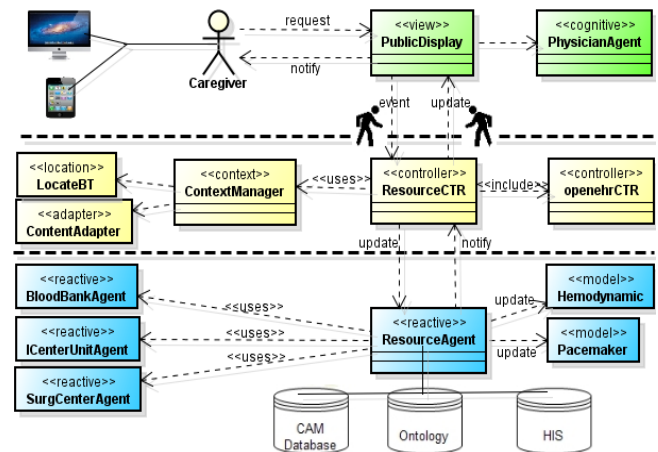 request
<<view>>
PublicDisplay
<<cognitive>>
PhysicianAgent
notify
Caregiver
event
update
<<location>>
LocateBT
<<context>>
ContextManager
<<uses>>
<<controller>>
ResourceCTR
<<include>>
<<controller>>
openehrCTR
<<adapter>>
ContentAdapter
update
notify
<<reactive>>
BloodBankAgent
<<uses>>
<<reactive>>
ICenterUnitAgent
<<uses>>
<<reactive>>
SurgCenterAgent
<<uses>>
<<reactive>>
ResourceAgent
update
<<model>>
Hemodynamic
update
<<model>>
Pacemaker
CAM
Database
Ontology
HIS